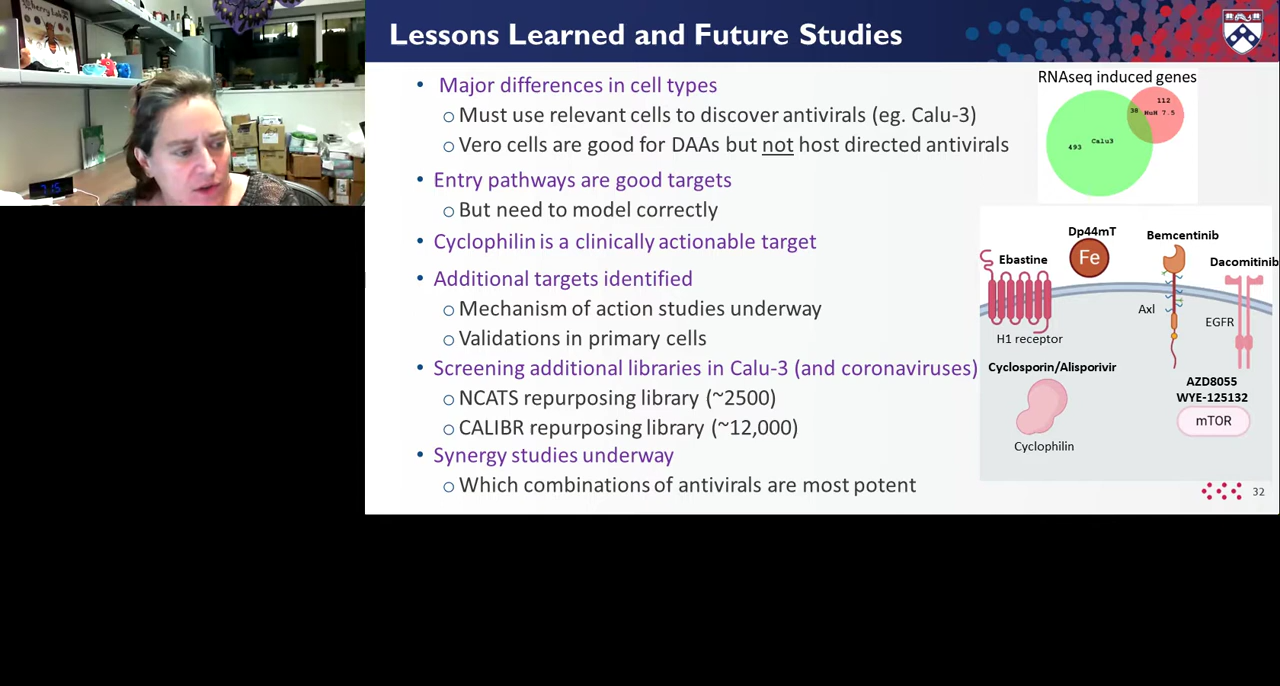 Lessons Learned and Future Studies
Major differences in cell types
Must use relevant cells to discover antivirals (eg. Calu-3)
Vero cells are good for DAAs but not host directed antivirals
Entry pathways are good targets
But need to model correctly
Cyclophilin is a clinically actionable target
Additional targets identified
Mechanism of action studies underway
Validations in primary cells
Screening additional libraries in Calu-3 (and coronaviruses)
NCATS repurposing library (~2500)
CALIBR repurposing library (~12,000)
Synergy studies underway
Which combinations of antivirals are most potent
RNAseq induced genes
112
38 HuH 7.5
493 Calu3
Dp44mT
Fe
Bemcentinib
Ebastine
Dacomitinib
Axl
EGFR
H1 receptor
Cyclosporin/Alisporivir
AZD8055
WYE-125132
mTOR
Cyclophilin
32